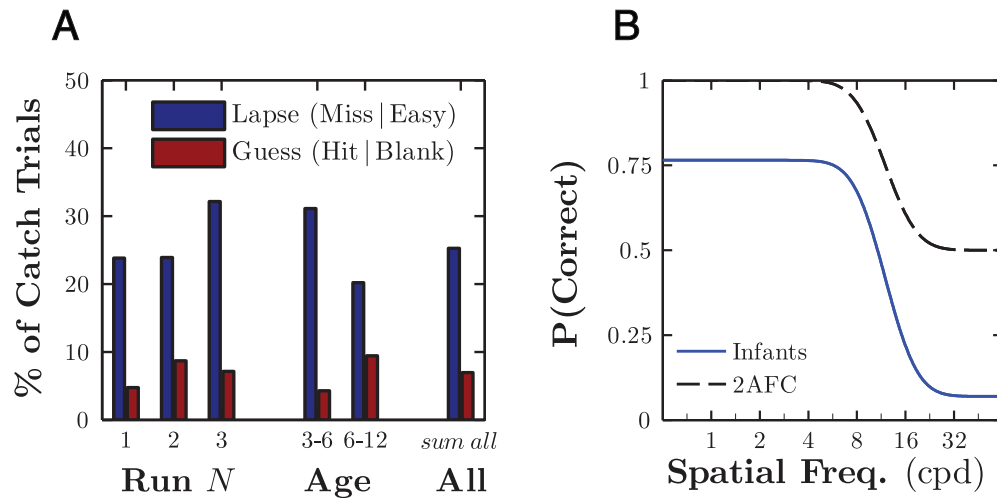 A
50
40
30
20
10
0
% of Catch Trials
Lapse (Miss | Easy)
Guess (Hit | Blank)
1 2 3 3-6 6-12 sum all
Run N Age All
B
1
0.75
0.5
0.25
0
P(Correct)
Infants
2AFC
1 2 4 8 16 32
Spatial Freq. (cpd)